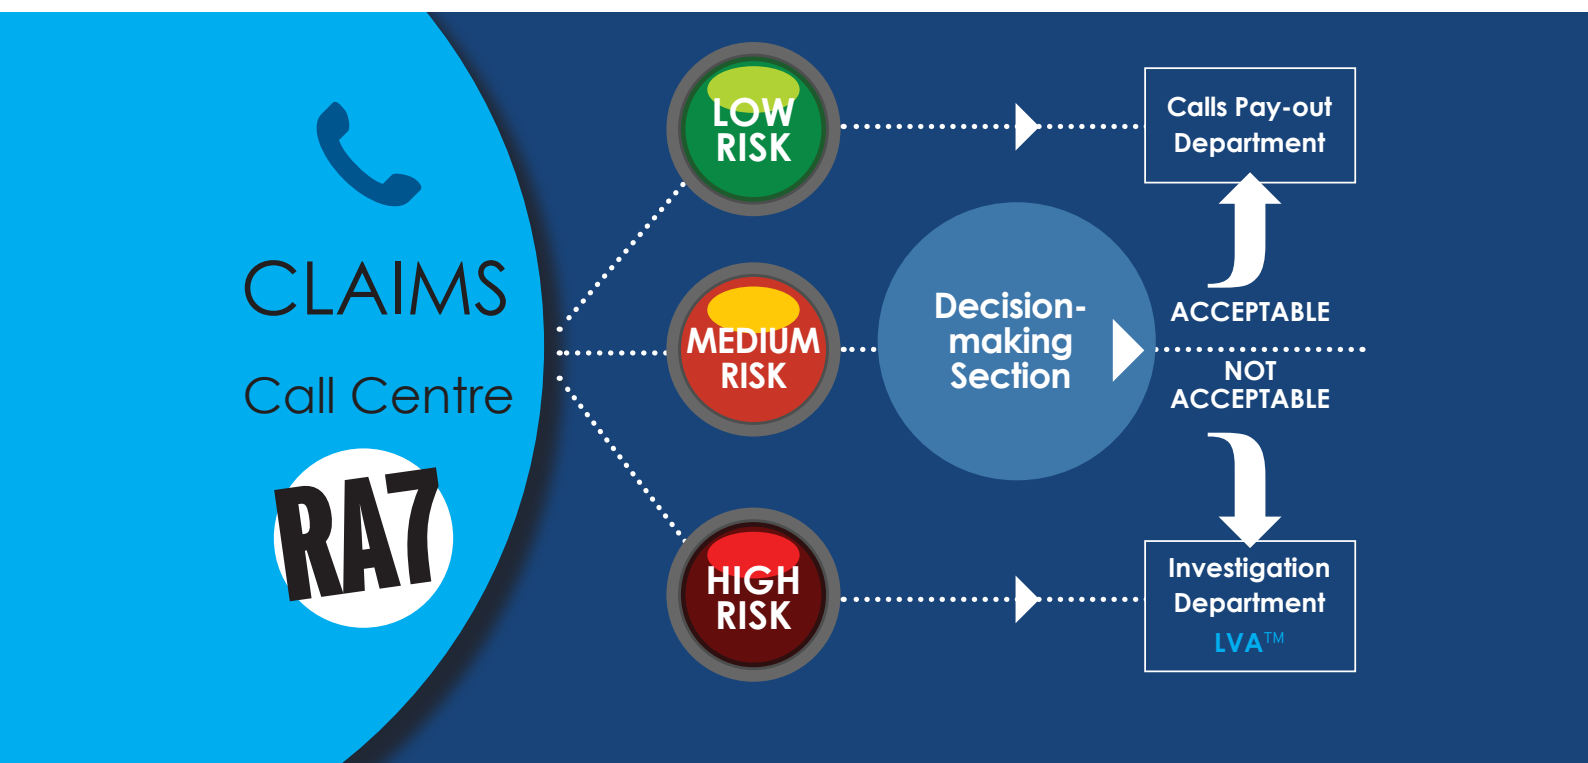 CLAIMS
Call Centre
RA7
LOW
RISK
MEDIUM
RISK
HIGH
RISK
Decision-
making
Section
Calls Pay-out
Department
ACCEPTABLE
NOT
ACCEPTABLE
Investigation
Department
LVA™